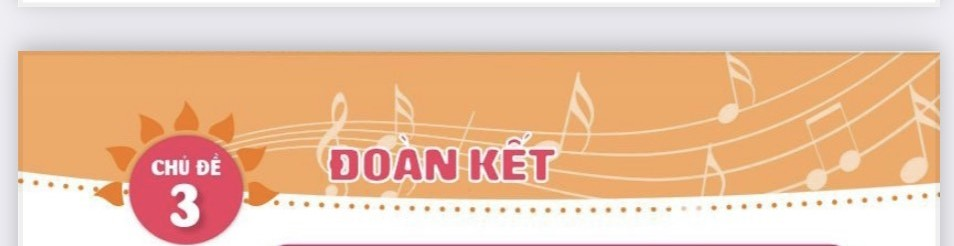 CHỦ ĐỀ
3
ĐOÀN KẾT